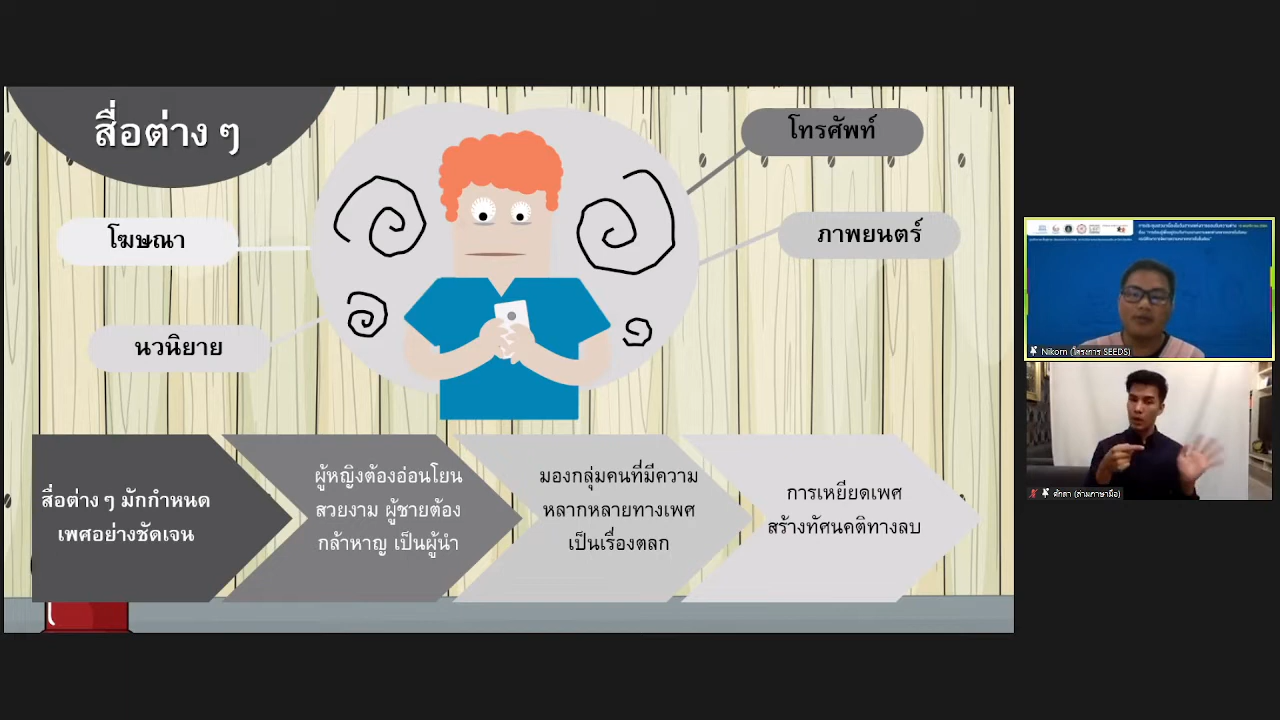 สื่อต่าง ๆ
โฆษณา
นวนิยาย
โทรศัพท์
ภาพยนตร์
สื่อต่าง ๆ มักกำหนด
เพศอย่างชัดเจน
ผู้หญิงต้องอ่อนโยน
สวยงาม ผู้ชายต้อง
กล้าหาญ เป็นผู้นำ
มองกลุ่มคนที่มีความ
หลากหลายทางเพศ
เป็นเรื่องตลก
การเหยียดเพศ
สร้างทัศนคติทางลบ
Nikorn (โครงการ SEEDS)
ศักดา (ล่ามภาษามือ)